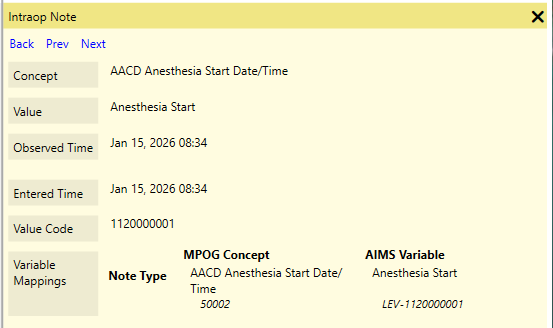 Intraop Note
Back Prev Next
Concept AACD Anesthesia Start Date/Time
Value Anesthesia Start
Observed Time Jan 15, 2026 08:34
Entered Time Jan 15, 2026 08:34
Value Code 1120000001
Variable Mappings
MPOG Concept AIMS Variable
Note Type AACD Anesthesia Start Date/ Anesthesia Start
Time
50002 LEV-1120000001